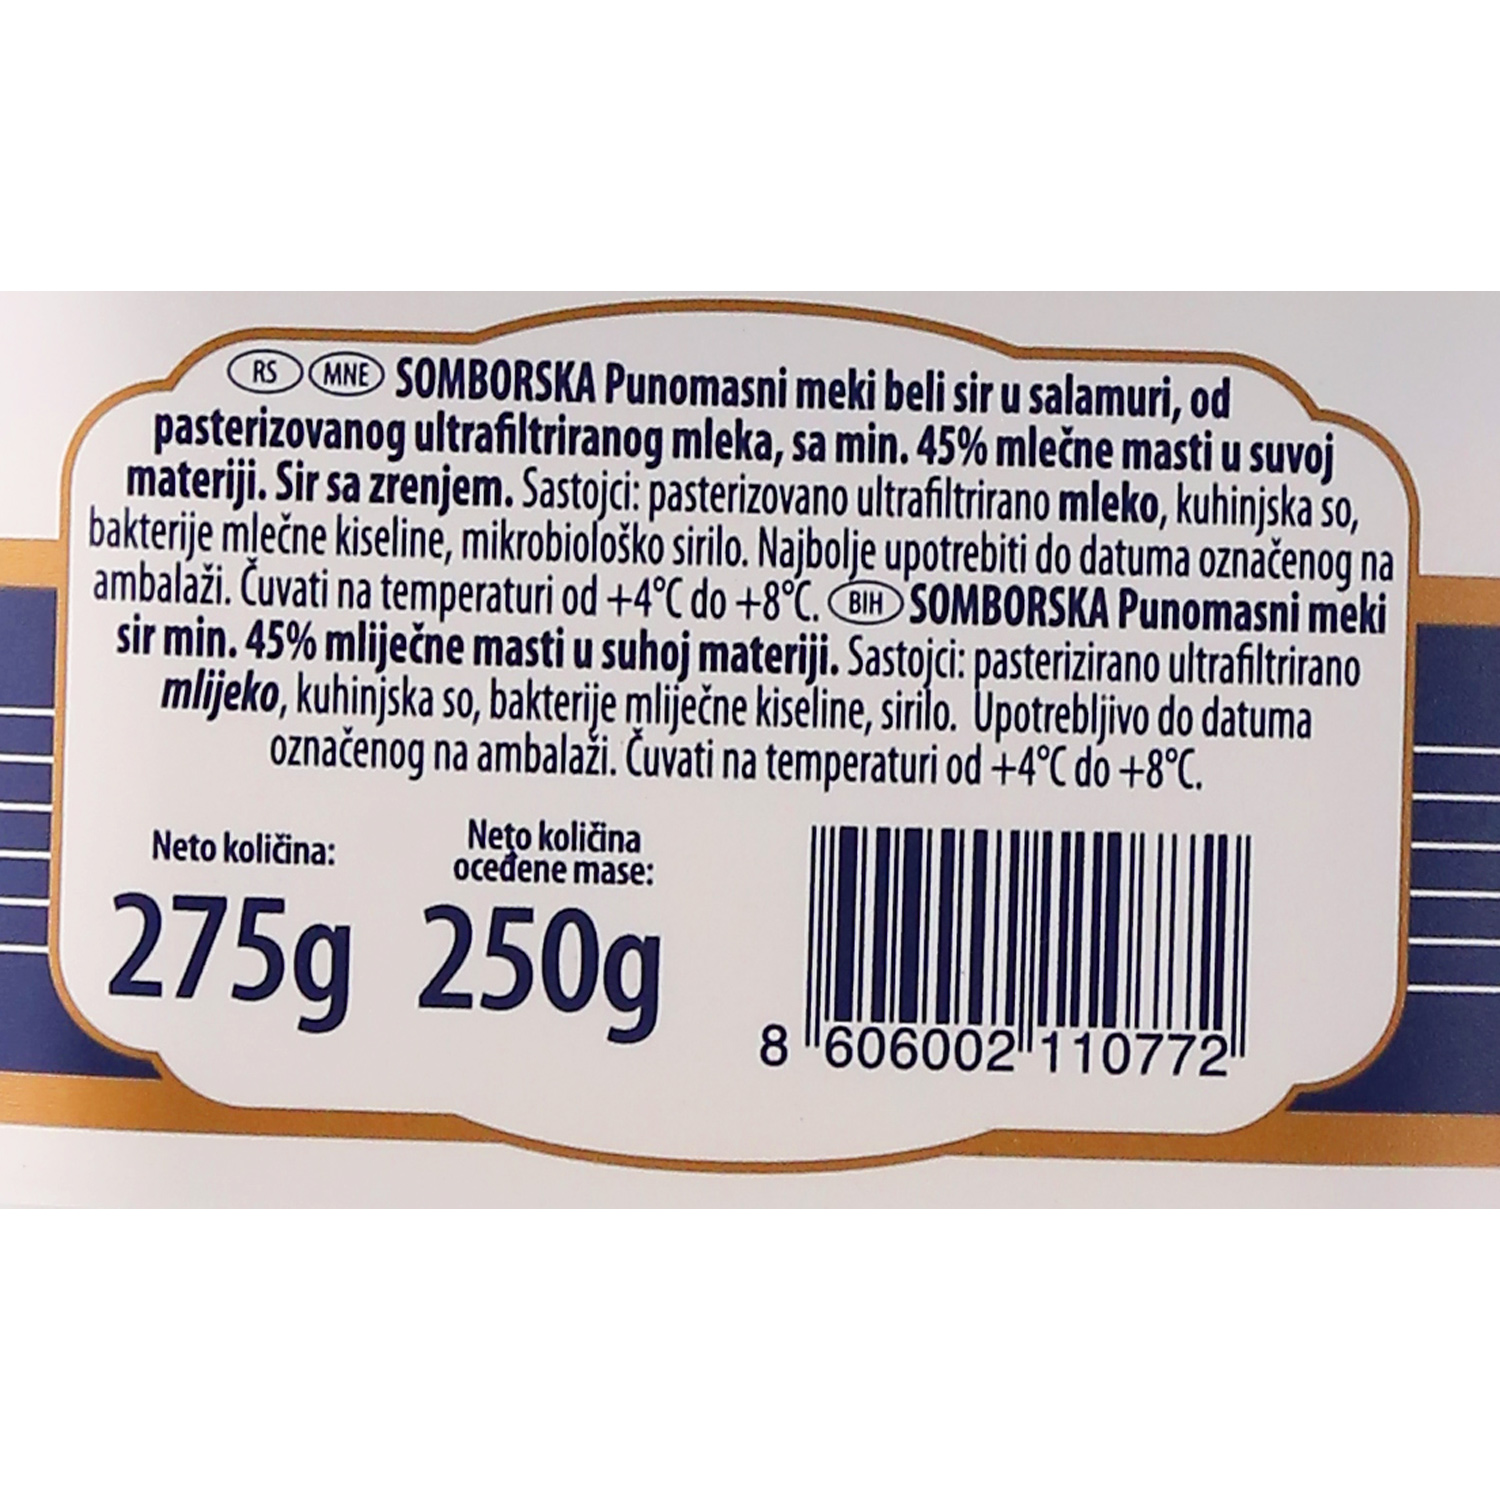 RS MNE SOMBORSKA Punomasni meki beli sir u salamuri, od
pasterizovanog ultrafiltriranog mleka, sa min. 45% mlečne masti u suvoj
materiji. Sir sa zrenjem. Sastojci: pasterizovano ultrafiltrirano mleko, kuhinjska so,
bakterije mlečne kiseline, mikrobiološko sirilo. Najbolje upotrebiti do datuma označenog na
ambalaži. Čuvati na temperaturi od +4°C do +8°C. BIH SOMBORSKA Punomasni meki
sir min. 45% mliječne masti u suhoj materiji. Sastojci: pasterizirano ultrafiltrirano
mlijeko, kuhinjska so, bakterije mliječne kiseline, sirilo. Upotrebljivo do datuma
označenog na ambalaži. Čuvati na temperaturi od +4°C do +8°C.
Neto količina:
275g
Neto količina
oceđene mase:
250g
8 606002 110772